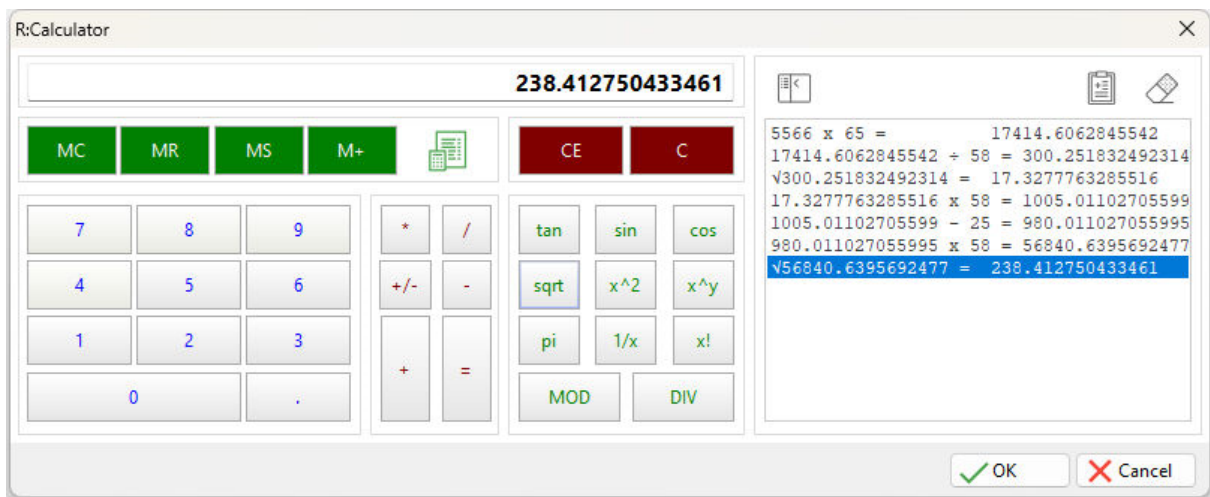 R:Calculator
238.412750433461
MC MR MS M+ CE C
7 8 9 * / tan sin cos
4 5 6 +/- - sqrt x^2 x^y
1 2 3 + = pi 1/x x!
0 . MOD DIV
5566 x 65 = 17414.6062845542
17414.6062845542 ÷ 58 = 300.251832492314
√300.251832492314 = 17.3277763285516
17.3277763285516 x 58 = 1005.01102705599
1005.01102705599 - 25 = 980.011027055995
980.011027055995 x 58 = 56840.6395692477
√56840.6395692477 = 238.412750433461
OK Cancel